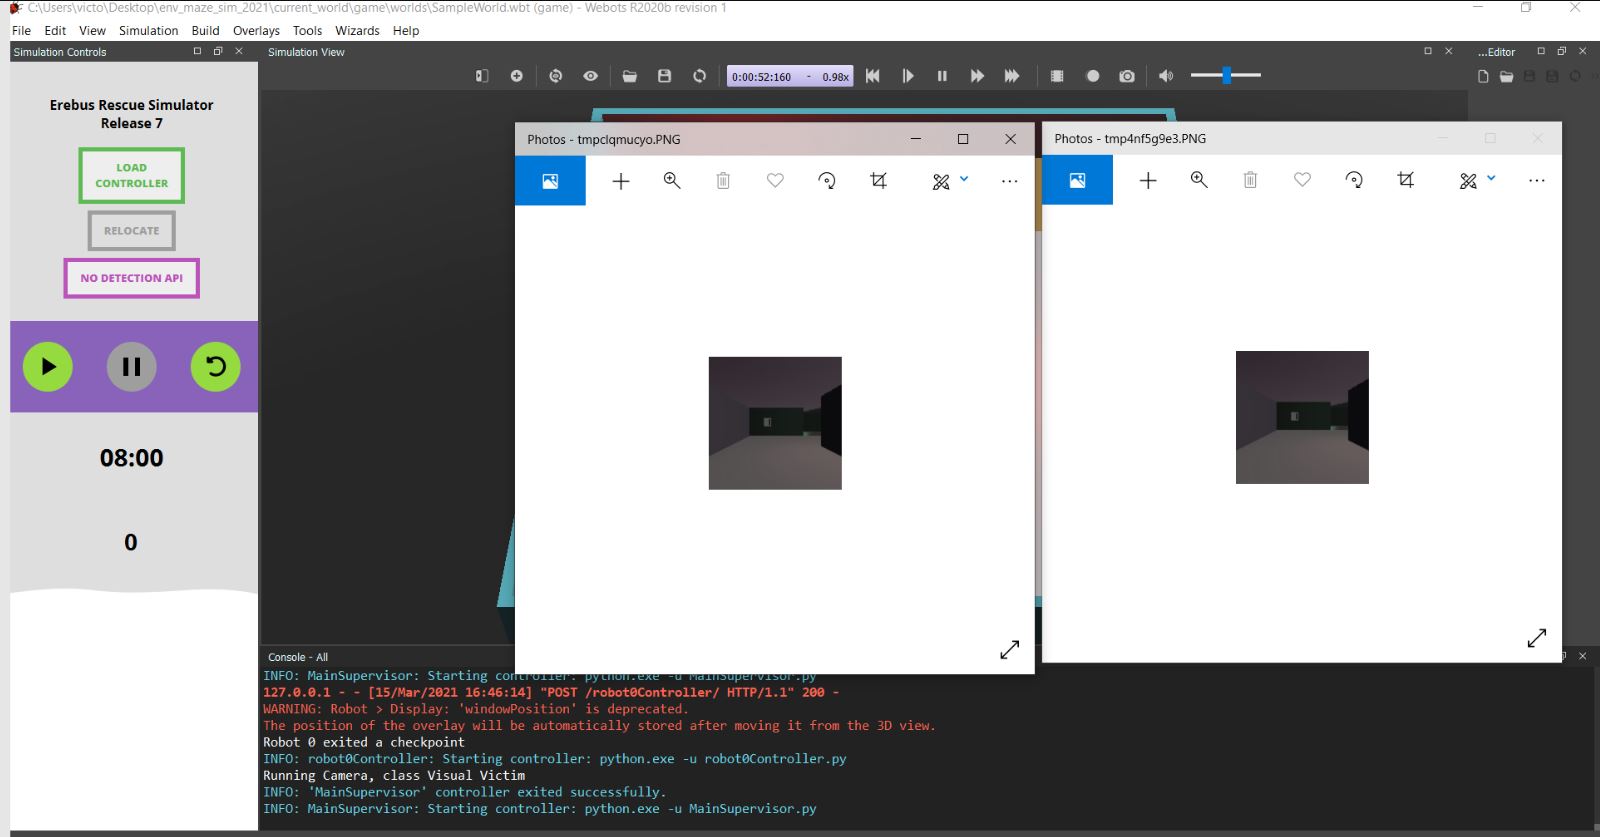 C:\Users\victo\Desktop\env_maze_sim_2021\current_world\game\worlds\SampleWorld.wbt (game) - Webots R2020b revision 1
File Edit View Simulation Build Overlays Tools Wizards Help
Simulation Controls
Simulation View
...Editor
0:00:52:160 - 0.98x
Erebus Rescue Simulator
Release 7
LOAD
CONTROLLER
RELOCATE
NO DETECTION API
08:00
0
Photos - tmpclqmucyo.PNG
Photos - tmp4nf5g9e3.PNG
Console - All
INFO: MainSupervisor: Starting controller: python.exe -u MainSupervisor.py
127.0.0.1 - - [15/Mar/2021 16:46:14] "POST /robot0Controller/ HTTP/1.1" 200 -
WARNING: Robot > Display: 'windowPosition' is deprecated.
The position of the overlay will be automatically stored after moving it from the 3D view.
Robot 0 exited a checkpoint
INFO: robot0Controller: Starting controller: python.exe -u robot0Controller.py
Running Camera, class Visual Victim
INFO: 'MainSupervisor' controller exited successfully.
INFO: MainSupervisor: Starting controller: python.exe -u MainSupervisor.py